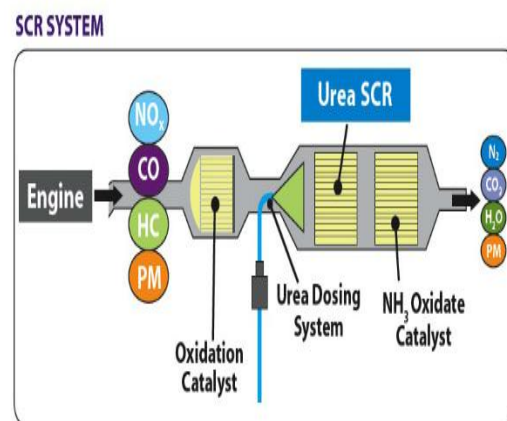 SCR SYSTEM
Urea SCR
NOx
CO
HC
PM
Engine
N2
CO2
H2O
PM
Oxidation
Catalyst
Urea Dosing
System
NH3 Oxidate
Catalyst